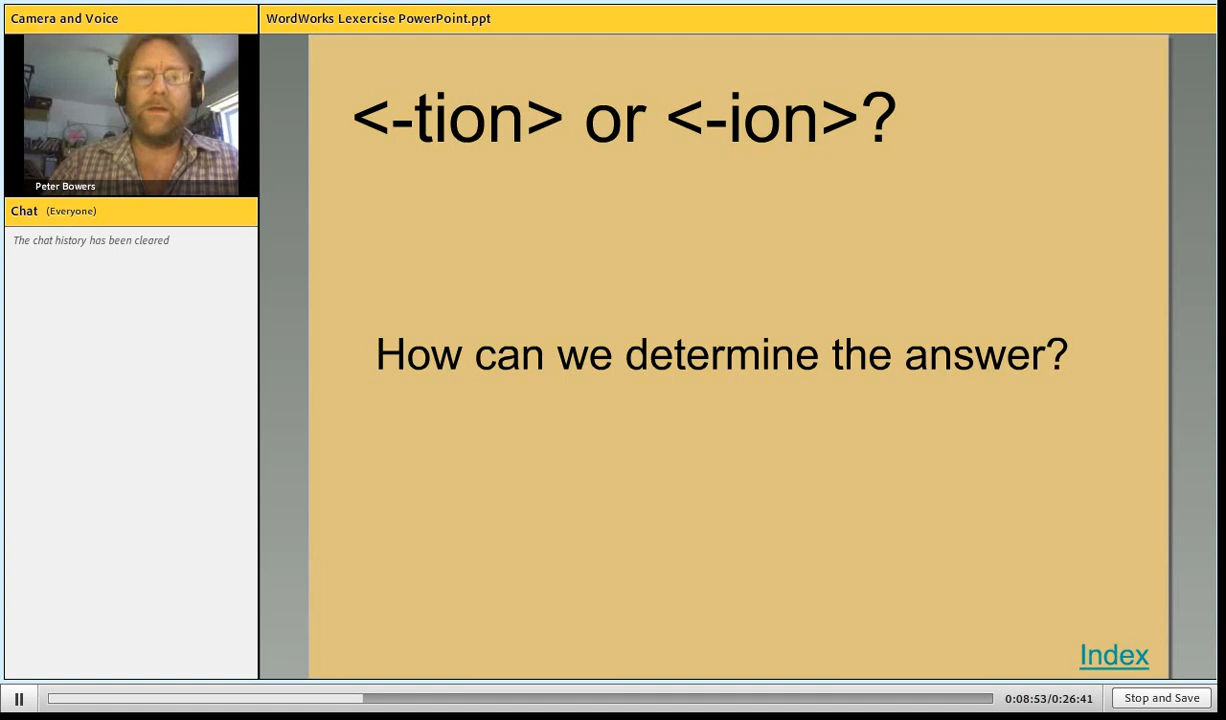 Camera and Voice
WordWorks Lexercise PowerPoint.ppt
Peter Bowers
Chat (Everyone)
The chat history has been cleared
<-tion> or <-ion>?
How can we determine the answer?
Index
0:08:53/0:26:41
Stop and Save